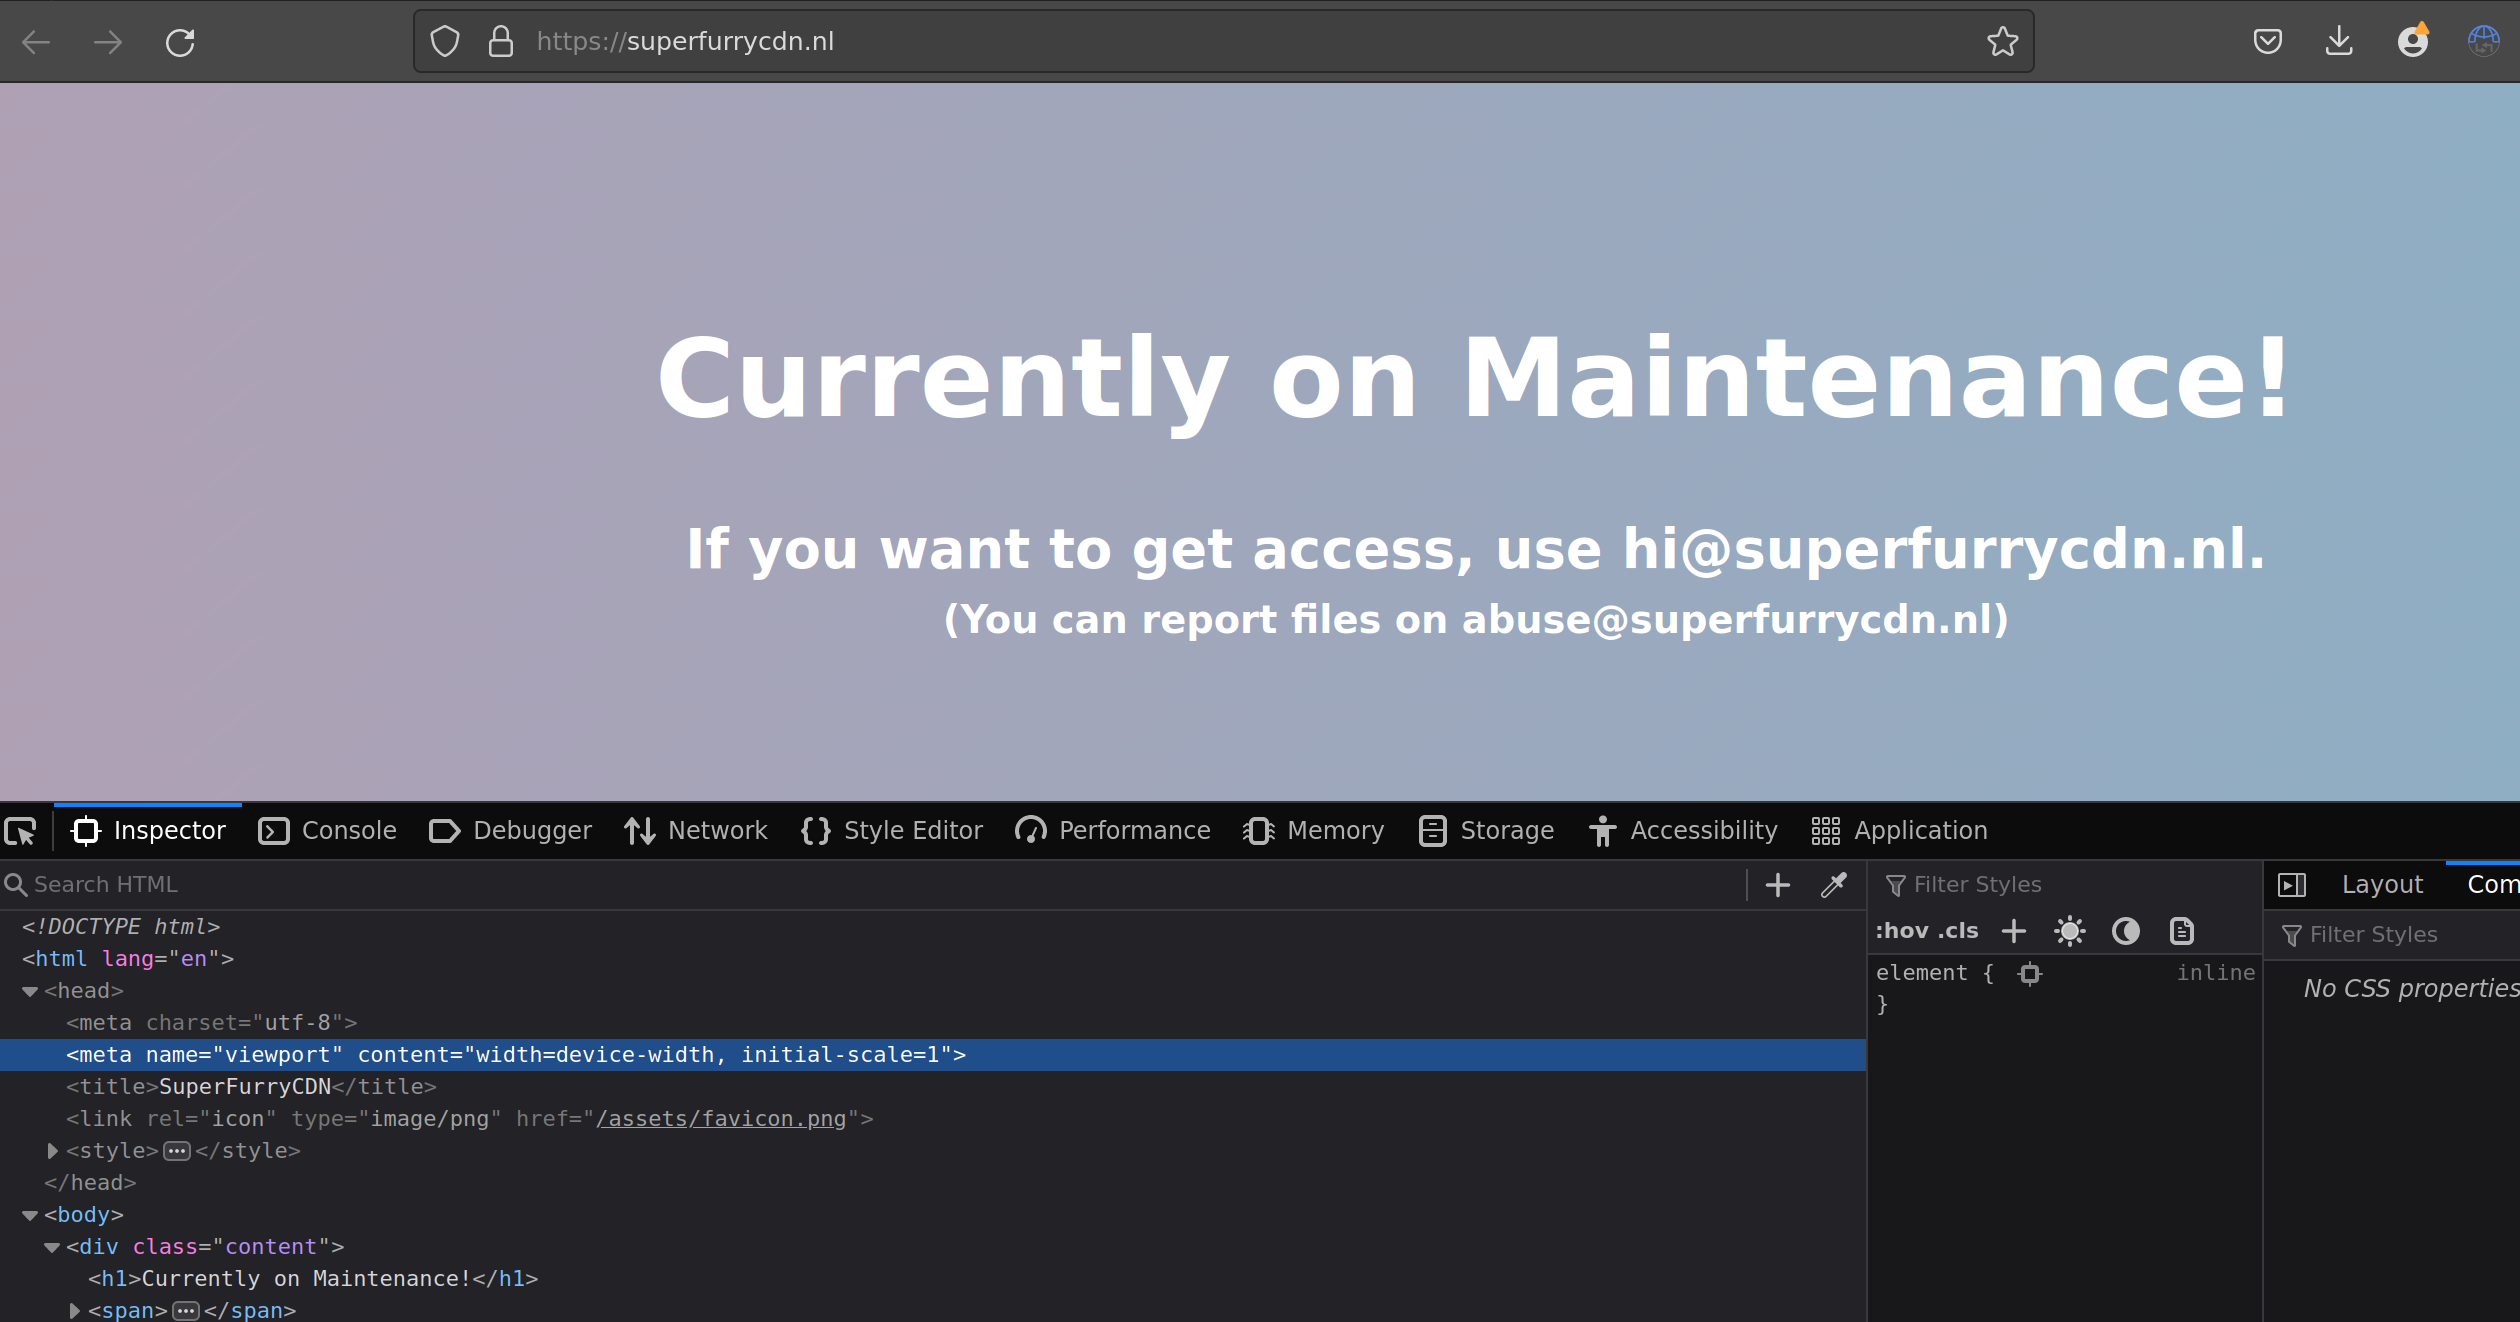 https://superfurrycdn.nl
Currently on Maintenance!
If you want to get access, use hi@superfurrycdn.nl.
(You can report files on abuse@superfurrycdn.nl)
Inspector Console Debugger Network Style Editor Performance Memory Storage Accessibility Application
Search HTML
Filter Styles
Layout Com
:hov .cls
Filter Styles
element { inline
}
No CSS properties
<!DOCTYPE html>
<html lang="en">
<head>
<meta charset="utf-8">
<meta name="viewport" content="width=device-width, initial-scale=1">
<title>SuperFurryCDN</title>
<link rel="icon" type="image/png" href="/assets/favicon.png">
<style>…</style>
</head>
<body>
<div class="content">
<h1>Currently on Maintenance!</h1>
<span>…</span>